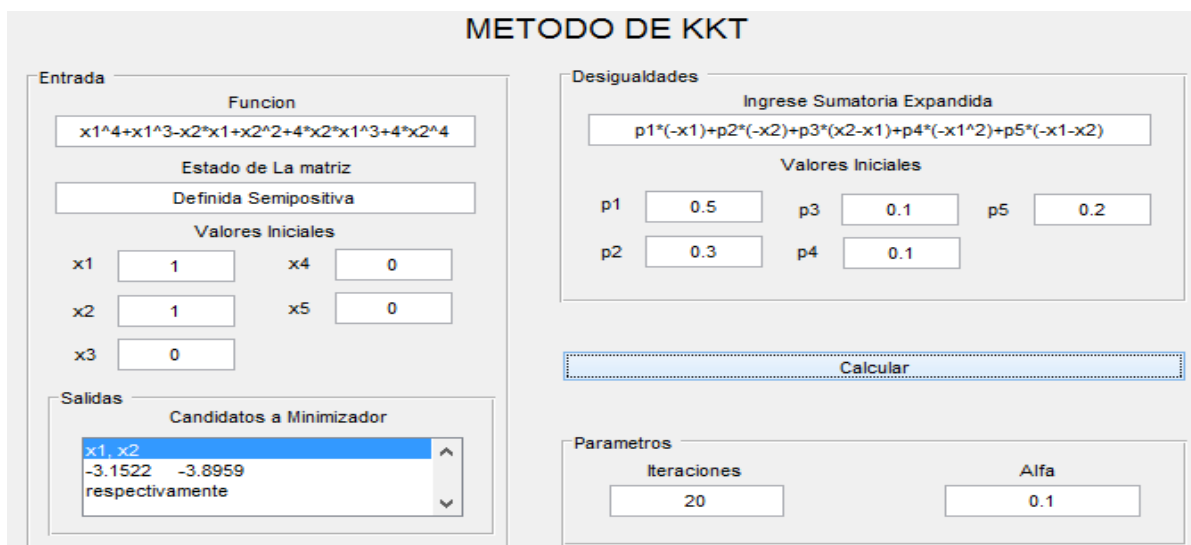 METODO DE KKT
Entrada
Funcion
x1^4+x1^3-x2*x1+x2^2+4*x2*x1^3+4*x2^4
Estado de La matriz
Definida Semipositiva
Valores Iniciales
x1 1 x4 0
x2 1 x5 0
x3 0
Salidas
Candidatos a Minimizador
x1, x2
-3.1522 -3.8959
respectivamente
Desigualdades
Ingrese Sumatoria Expandida
p1*(-x1)+p2*(-x2)+p3*(x2-x1)+p4*(-x1^2)+p5*(-x1-x2)
Valores Iniciales
p1 0.5 p3 0.1 p5 0.2
p2 0.3 p4 0.1
Calcular
Parametros
Iteraciones Alfa
20 0.1